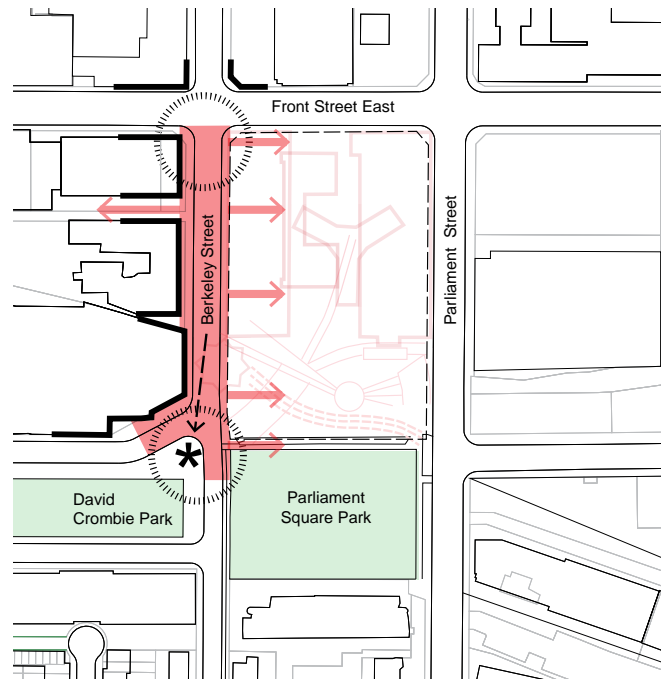 Front Street East
Berkeley Street
Parliament Street
*
David
Crombie Park
Parliament
Square Park